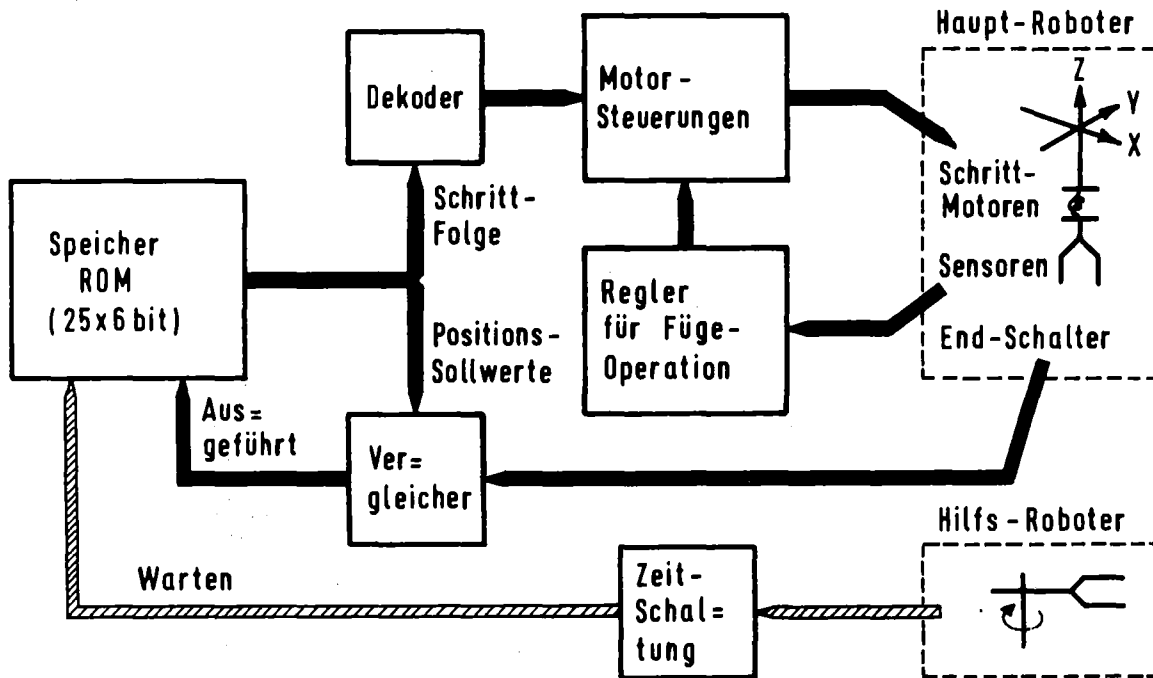 Haupt-Roboter
Dekoder
Motor-
Steuerungen
Z
Y
X
Schritt-
Motoren
Schritt-
Folge
Speicher
ROM
(25x6 bit)
Sensoren
Regler
für Füge-
Operation
Positions-
Sollwerte
End-Schalter
Aus=
geführt
Ver=
gleicher
Hilfs-Roboter
Warten
Zeit-
Schal=
tung